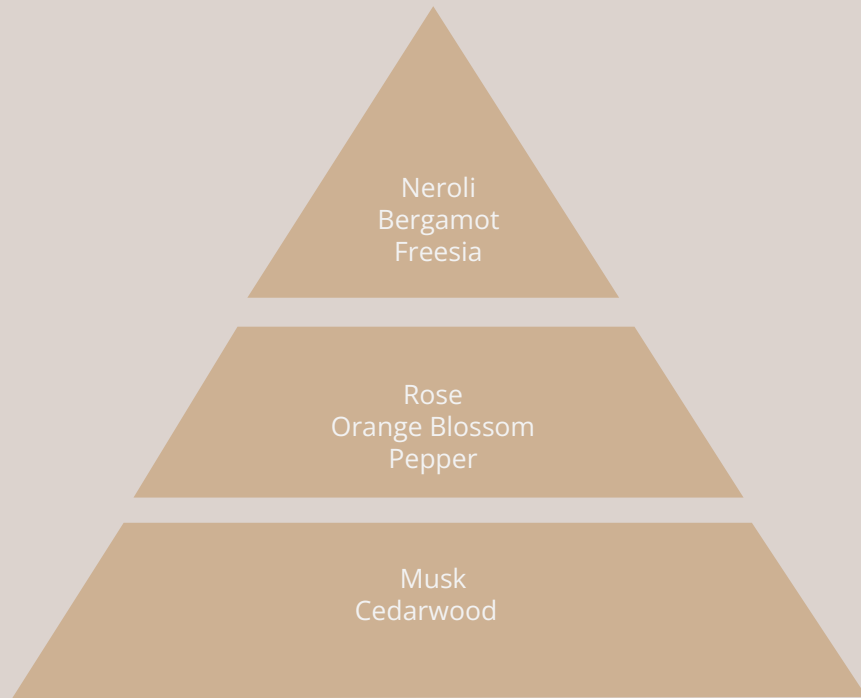 Neroli
Bergamot
Freesia
Rose
Orange Blossom
Pepper
Musk
Cedarwood